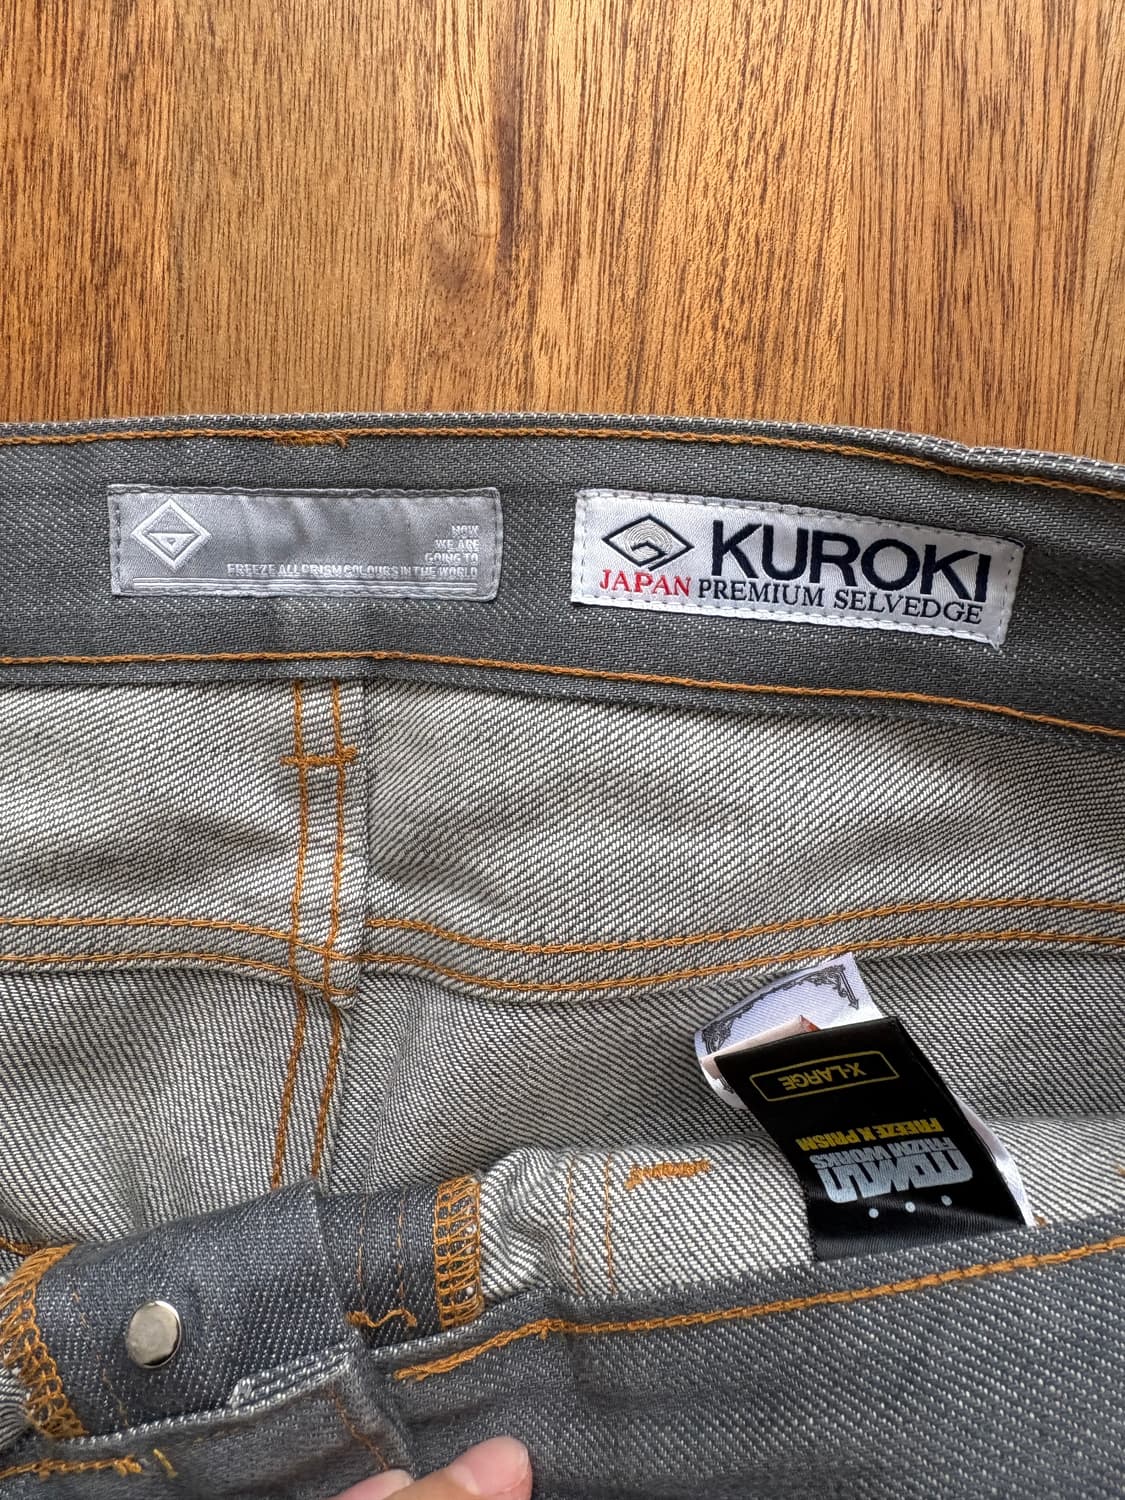 NOW
WE ARE
GOING TO
FREEZE ALL PRISM COLOURS IN THE WORLD
KUROKI
JAPAN PREMIUM SELVEDGE
X-LARGE
FREEZE X PRISM
FRIZM WORKS